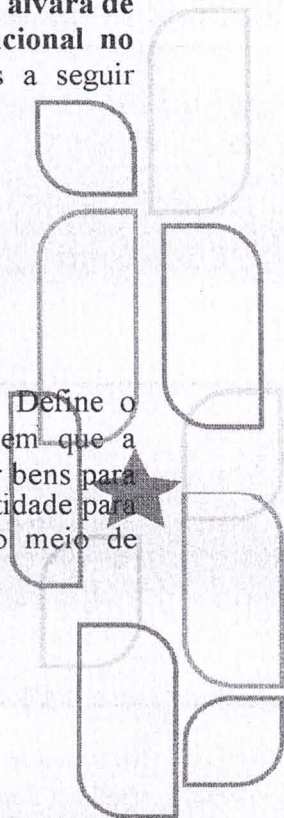 alvará de
cional no
s a seguir
Define o
em que a
r bens para
tidade para
o meio de